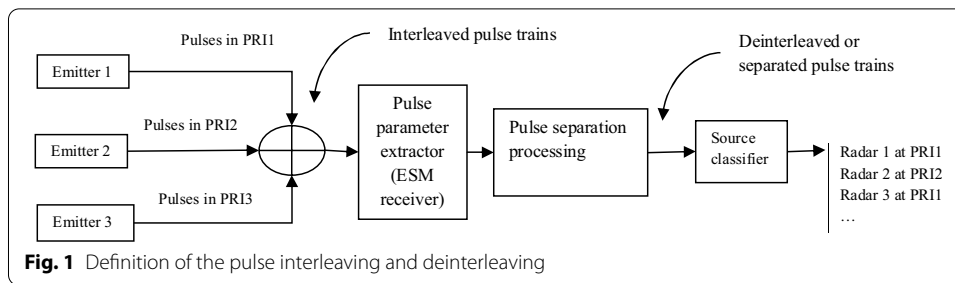 Pulses in PRI1
Interleaved pulse trains
Deinterleaved or
separated pulse trains
Emitter 1
Pulses in PRI2
Emitter 2
Pulses in PRI3
Emitter 3
Pulse
parameter
extractor
(ESM
receiver)
Pulse separation
processing
Source
classifier
Radar 1 at PRI1
Radar 2 at PRI2
Radar 3 at PRI1
…
Fig. 1 Definition of the pulse interleaving and deinterleaving